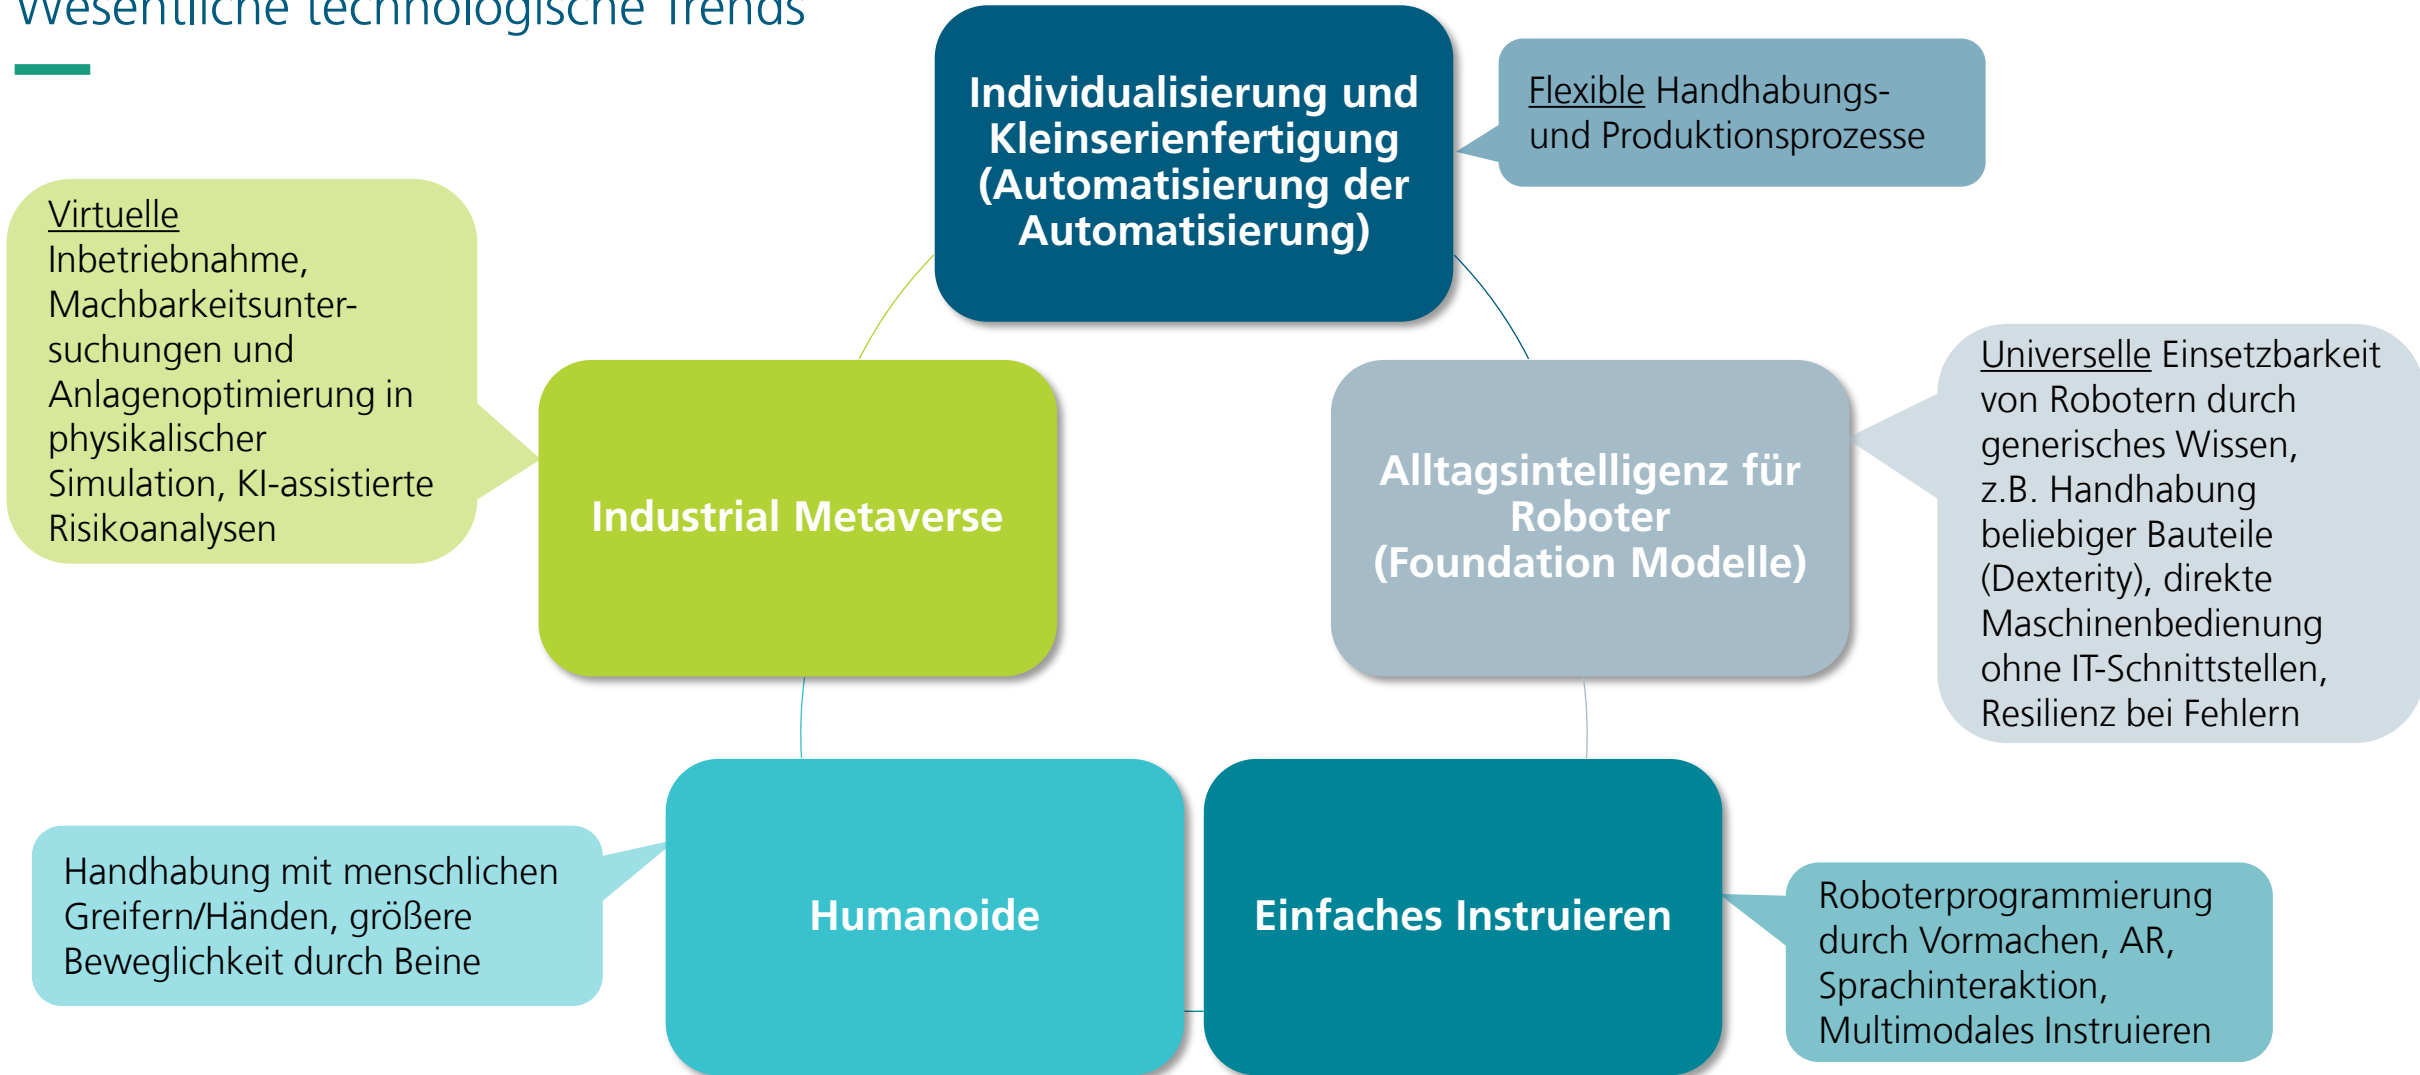 Wesentliche technologische Trends
Individualisierung und
Kleinserienfertigung
(Automatisierung der
Automatisierung)
Flexible Handhabungs-
und Produktionsprozesse
Virtuelle
Inbetriebnahme,
Machbarkeitsunter-
suchungen und
Anlagenoptimierung in
physikalischer
Simulation, KI-assistierte
Risikoanalysen
Industrial Metaverse
Alltagsintelligenz für
Roboter
(Foundation Modelle)
Universelle Einsetzbarkeit
von Robotern durch
generisches Wissen,
z.B. Handhabung
beliebiger Bauteile
(Dexterity), direkte
Maschinenbedienung
ohne IT-Schnittstellen,
Resilienz bei Fehlern
Handhabung mit menschlichen
Greifern/Händen, größere
Beweglichkeit durch Beine
Humanoide
Einfaches Instruieren
Roboterprogrammierung
durch Vormachen, AR,
Sprachinteraktion,
Multimodales Instruieren